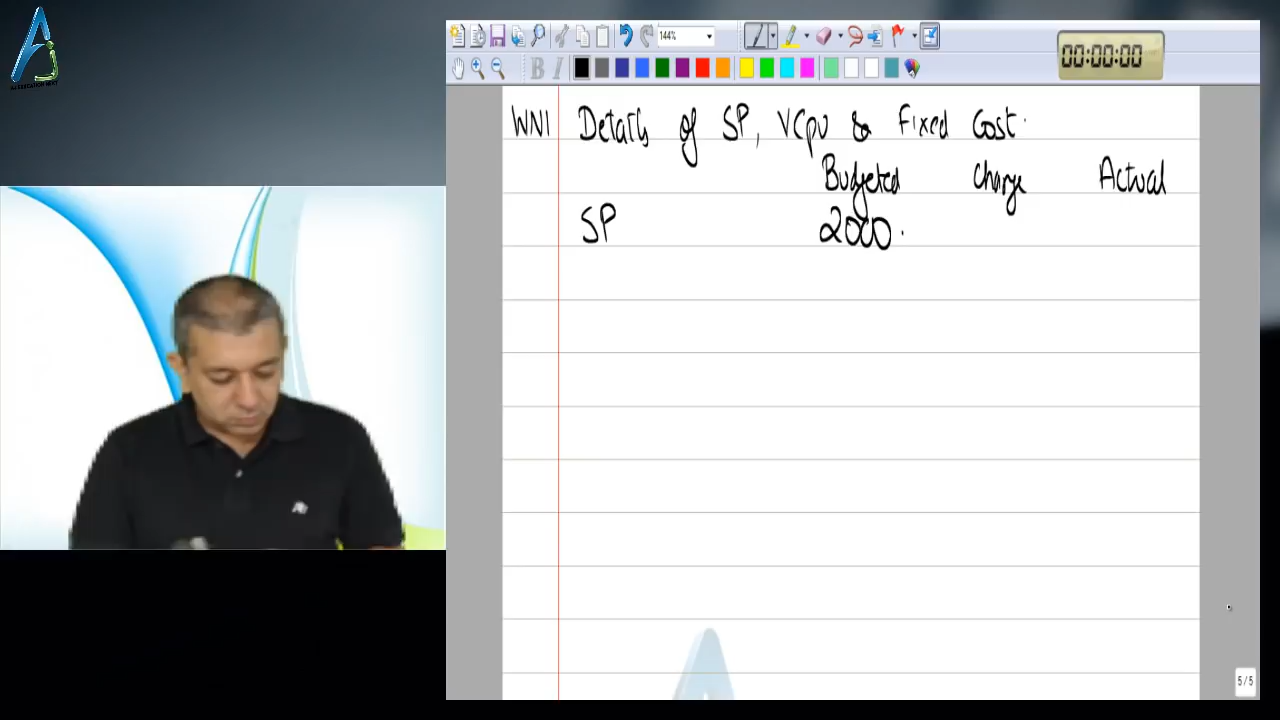 144%
00:00:00
WN1 Details of SP, VCpu & Fixed Cost.
Budgeted Change Actual
SP 2000.
5/5